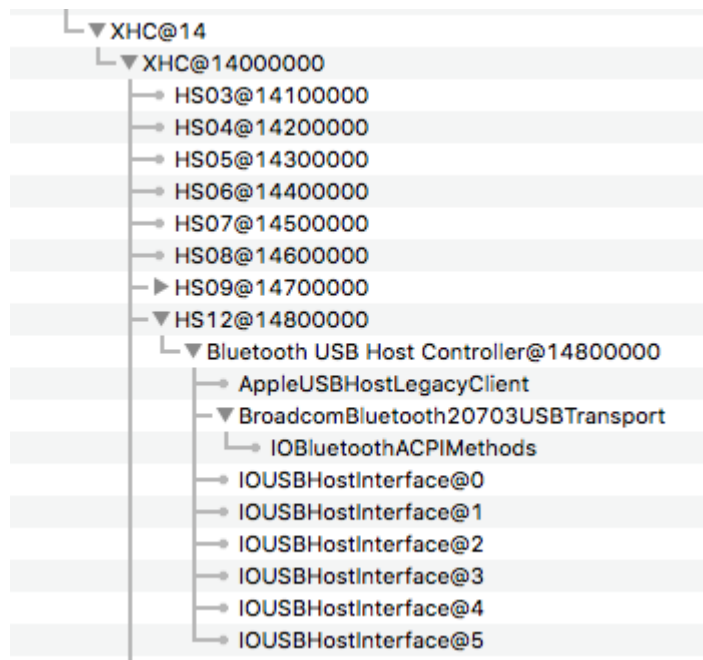 XHC@14
XHC@14000000
HS03@14100000
HS04@14200000
HS05@14300000
HS06@14400000
HS07@14500000
HS08@14600000
HS09@14700000
HS12@14800000
Bluetooth USB Host Controller@14800000
AppleUSBHostLegacyClient
BroadcomBluetooth20703USBTransport
IOBluetoothACPIMethods
IOUSBHostInterface@0
IOUSBHostInterface@1
IOUSBHostInterface@2
IOUSBHostInterface@3
IOUSBHostInterface@4
IOUSBHostInterface@5